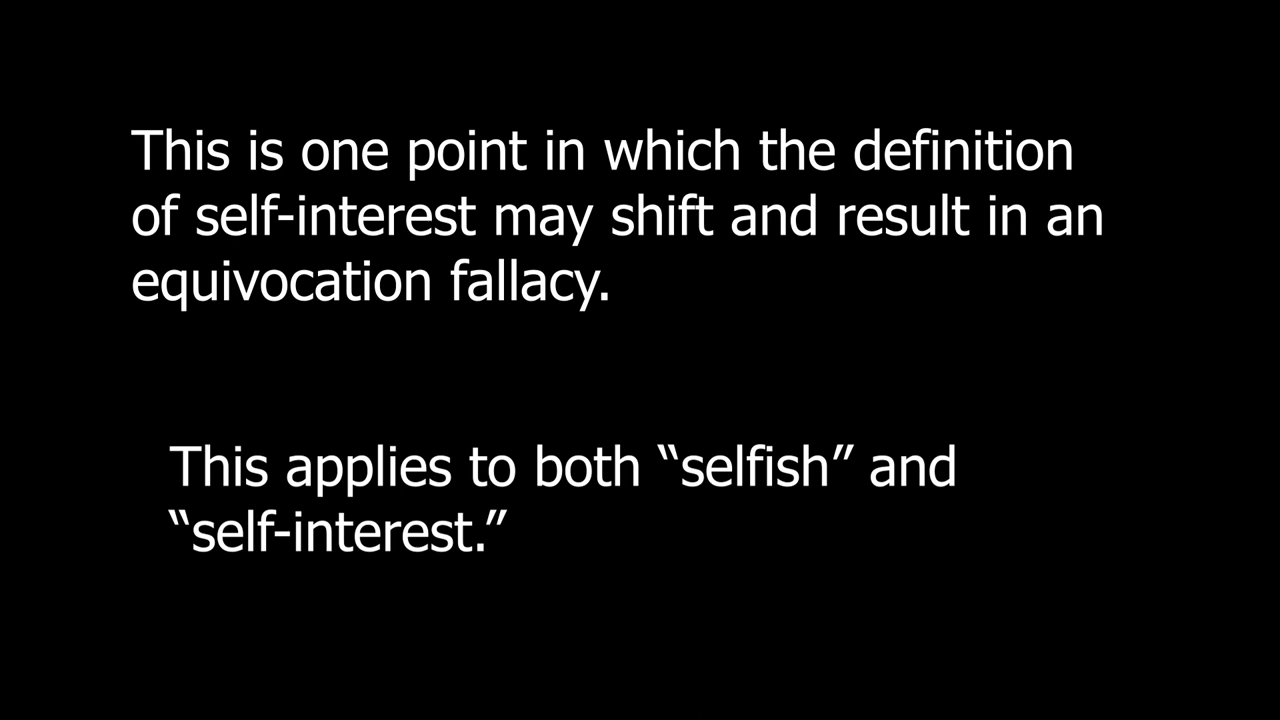 This is one point in which the definition
of self-interest may shift and result in an
equivocation fallacy.
This applies to both “selfish” and
“self-interest.”